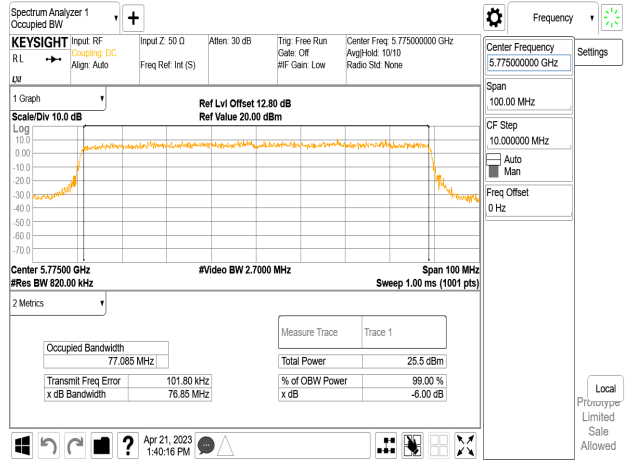 Spectrum Analyzer 1
Occupied BW
KEYSIGHT
R L
LXI
Input: RF
Coupling: DC
Align: Auto
Input Z: 50 Ω
Freq Ref: Int (S)
Atten: 30 dB
Trig: Free Run
Gate: Off
#IF Gain: Low
Center Freq: 5.775000000 GHz
Avg|Hold: 10/10
Radio Std: None
1 Graph
Scale/Div 10.0 dB
Ref Lvl Offset 12.80 dB
Ref Value 20.00 dBm
Log
10.0
0.00
-10.0
-20.0
-30.0
-40.0
-50.0
-60.0
-70.0
Center 5.77500 GHz
#Res BW 820.00 kHz
#Video BW 2.7000 MHz
Span 100 MHz
Sweep 1.00 ms (1001 pts)
2 Metrics
Measure Trace Trace 1
Occupied Bandwidth
77.085 MHz
Total Power 25.5 dBm
Transmit Freq Error 101.80 kHz
% of OBW Power 99.00 %
x dB Bandwidth 76.85 MHz
x dB -6.00 dB
Apr 21, 2023
1:40:16 PM
Frequency
Settings
Center Frequency
5.775000000 GHz
Span
100.00 MHz
CF Step
10.000000 MHz
Auto
Man
Freq Offset
0 Hz
Local
Prototype
Limited
Sale
Allowed